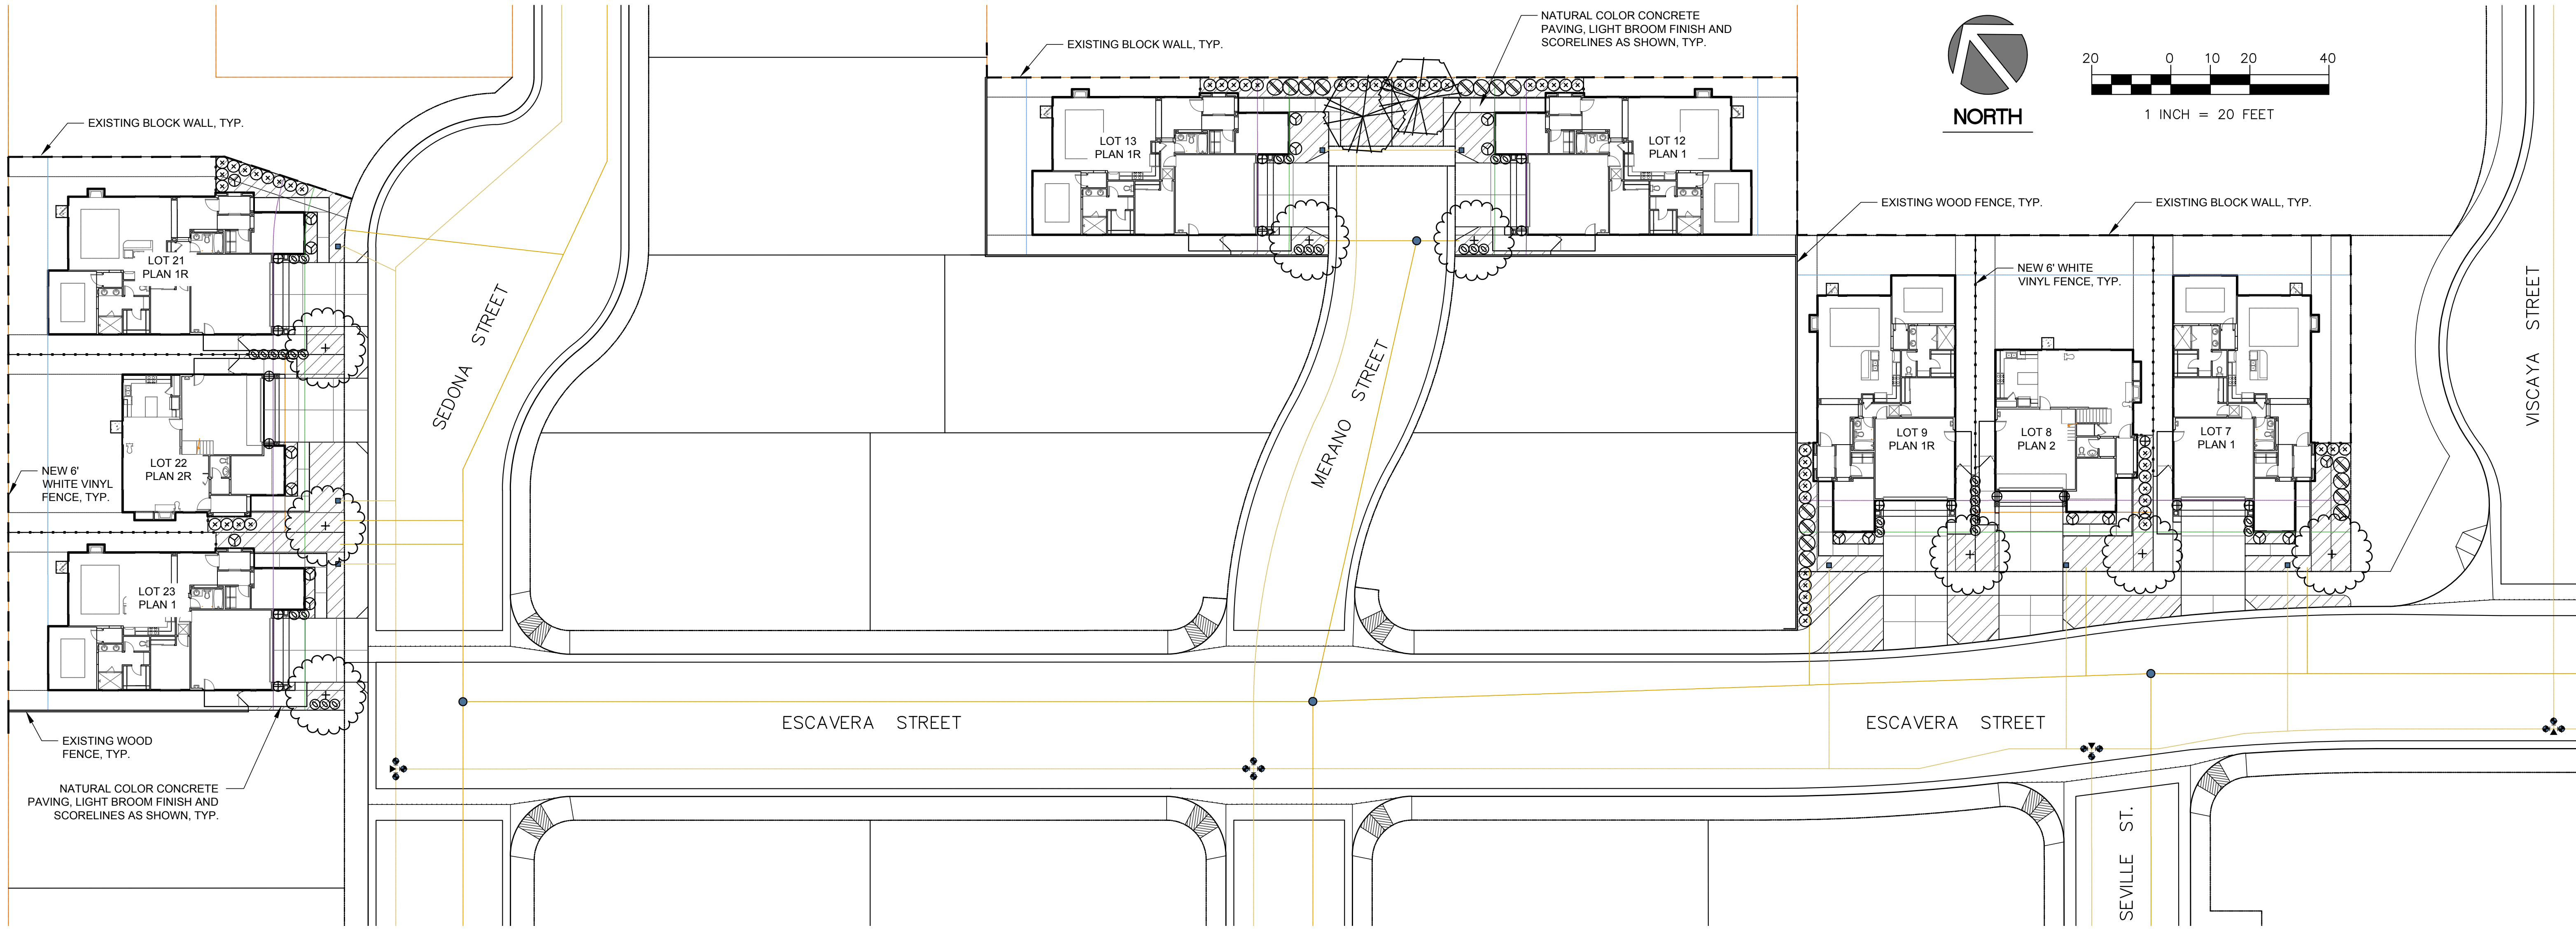 NATURAL COLOR CONCRETE
PAVING, LIGHT BROOM FINISH AND
SCORELINES AS SHOWN, TYP.
EXISTING BLOCK WALL, TYP.
NORTH
20 0 10 20 40
1 INCH = 20 FEET
EXISTING BLOCK WALL, TYP.
LOT 13
PLAN 1R
LOT 12
PLAN 1
EXISTING WOOD FENCE, TYP.
EXISTING BLOCK WALL, TYP.
LOT 21
PLAN 1R
NEW 6' WHITE
VINYL FENCE, TYP.
SEDONA STREET
MERANO STREET
VISCAYA STREET
LOT 9
PLAN 1R
LOT 8
PLAN 2
LOT 7
PLAN 1
LOT 22
PLAN 2R
NEW 6'
WHITE VINYL
FENCE, TYP.
LOT 23
PLAN 1
ESCAVERA STREET
ESCAVERA STREET
EXISTING WOOD
FENCE, TYP.
NATURAL COLOR CONCRETE
PAVING, LIGHT BROOM FINISH AND
SCORELINES AS SHOWN, TYP.
SEVILLE ST.